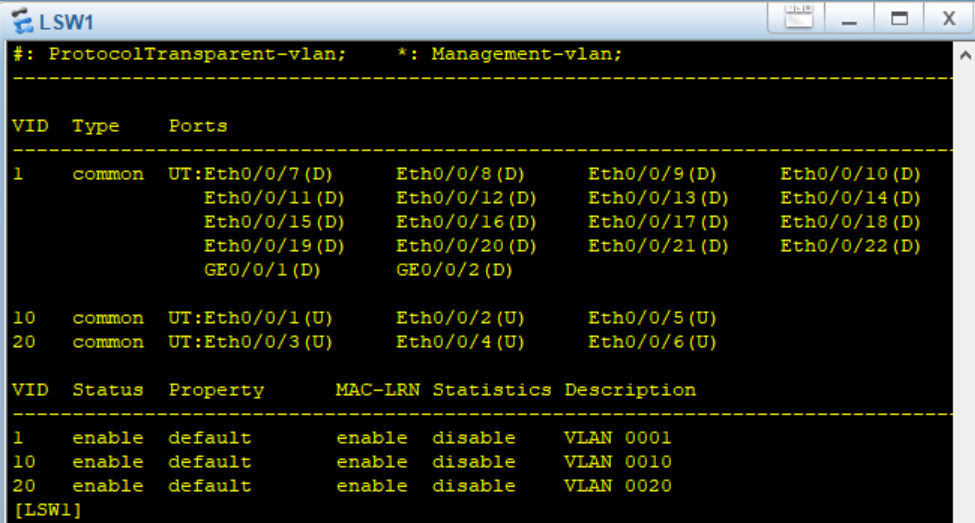 LSW1
#: ProtocolTransparent-vlan;    *: Management-vlan;
--------------------------------------------------------------------------------
VID  Type    Ports
--------------------------------------------------------------------------------
1    common  UT:Eth0/0/7(D)     Eth0/0/8(D)     Eth0/0/9(D)     Eth0/0/10(D)
                Eth0/0/11(D)    Eth0/0/12(D)    Eth0/0/13(D)    Eth0/0/14(D)
                Eth0/0/15(D)    Eth0/0/16(D)    Eth0/0/17(D)    Eth0/0/18(D)
                Eth0/0/19(D)    Eth0/0/20(D)    Eth0/0/21(D)    Eth0/0/22(D)
                GE0/0/1(D)      GE0/0/2(D)
10   common  UT:Eth0/0/1(U)     Eth0/0/2(U)     Eth0/0/5(U)
20   common  UT:Eth0/0/3(U)     Eth0/0/4(U)     Eth0/0/6(U)
VID  Status  Property      MAC-LRN Statistics Description
--------------------------------------------------------------------------------
1    enable  default       enable  disable    VLAN 0001
10   enable  default       enable  disable    VLAN 0010
20   enable  default       enable  disable    VLAN 0020
[LSW1]